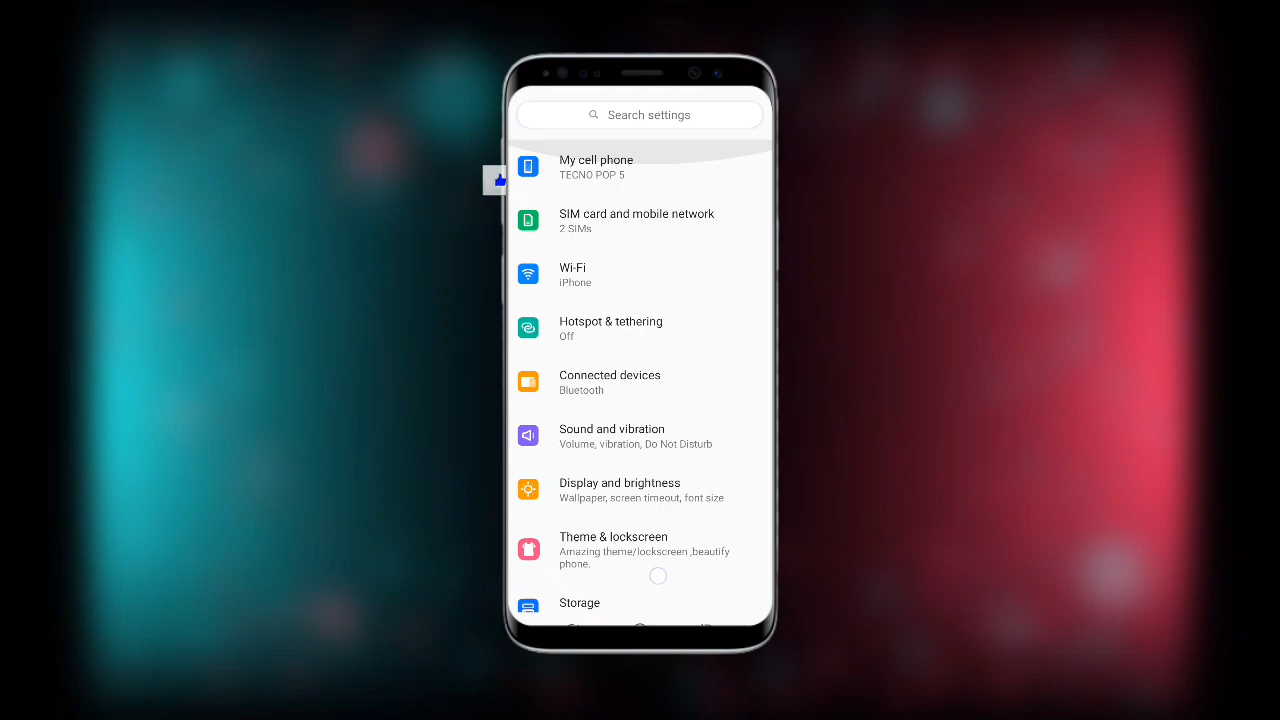 Search settings
My cell phone
TECNO POP 5
SIM card and mobile network
2 SIMs
Wi-Fi
iPhone
Hotspot & tethering
Off
Connected devices
Bluetooth
Sound and vibration
Volume, vibration, Do Not Disturb
Display and brightness
Wallpaper, screen timeout, font size
Theme & lockscreen
Amazing theme/lockscreen ,beautify
phone.
Storage